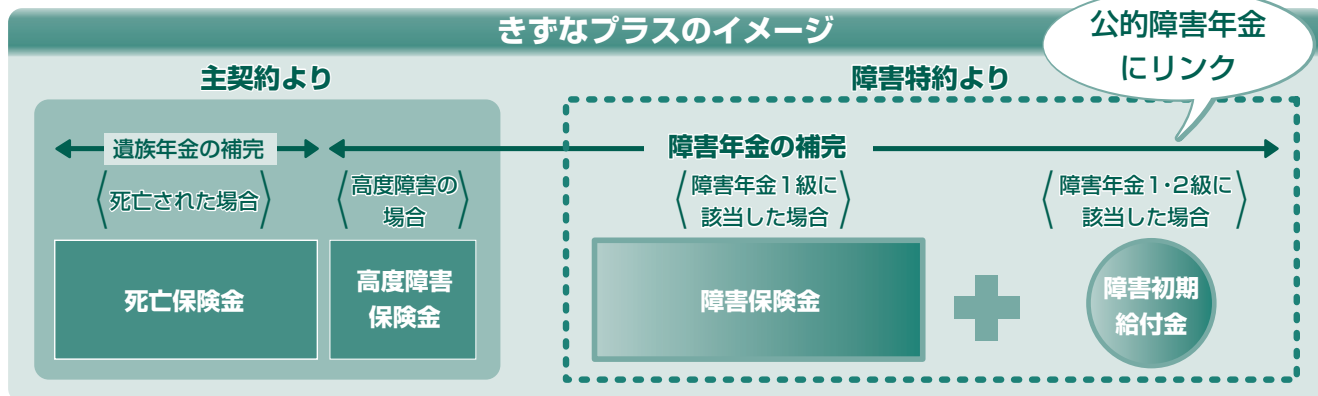 きずなプラスのイメージ
公的障害年金
にリンク
主契約より
障害特約より
遺族年金の補完
障害年金の補完
死亡された場合
高度障害の
場合
障害年金1級に
該当した場合
障害年金1・2級に
該当した場合
死亡保険金
高度障害
保険金
障害保険金
障害初期
給付金